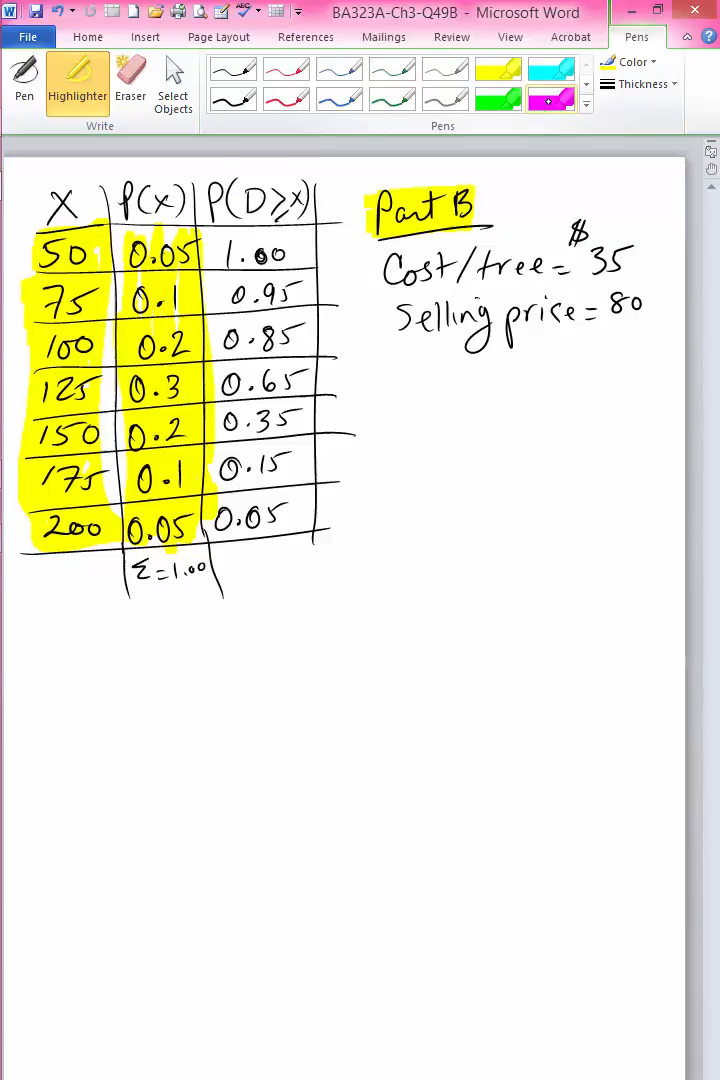 BA323A-Ch3-Q49B - Microsoft Word
File Home Insert Page Layout References Mailings Review View Acrobat Pens
Pen Highlighter Eraser Select Objects
Color
Thickness
Write Pens
X P(x) P(D≥x)
50 0.05 1.00
75 0.1 0.95
100 0.2 0.85
125 0.3 0.65
150 0.2 0.35
175 0.1 0.15
200 0.05 0.05
Σ=1.00
Part B
Cost/tree = $35
Selling price = 80